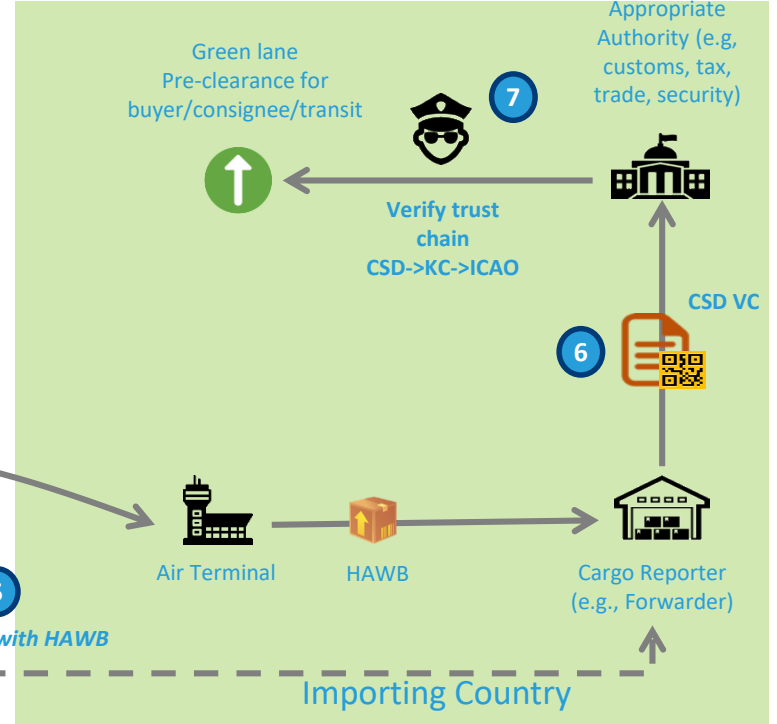 Appropriate
Authority (e.g,
customs, tax,
trade, security)
Green lane
Pre-clearance for
buyer/consignee/transit
7
Verify trust
chain
CSD->KC->ICAO
CSD VC
6
Air Terminal
HAWB
Cargo Reporter
(e.g., Forwarder)
with HAWB
Importing Country